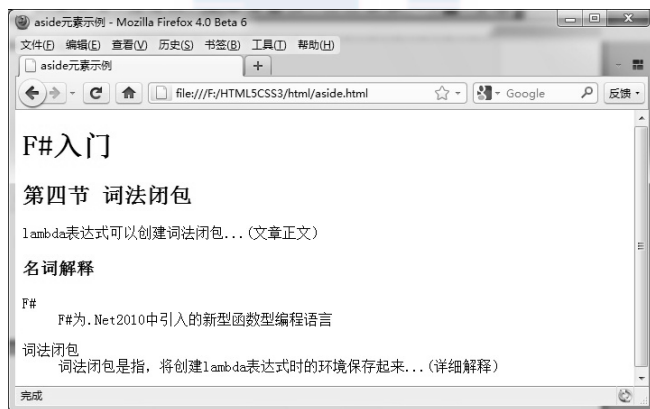 aside元素示例 - Mozilla Firefox 4.0 Beta 6
文件(F) 编辑(E) 查看(V) 历史(S) 书签(B) 工具(T) 帮助(H)
aside元素示例
file:///F:/HTML5CSS3/html/aside.html
Google
反馈
F#入门
第四节 词法闭包
lambda表达式可以创建词法闭包...(文章正文)
名词解释
F#
F#为.Net2010中引入的新型函数型编程语言
词法闭包
词法闭包是指，将创建lambda表达式时的环境保存起来...(详细解释)
完成